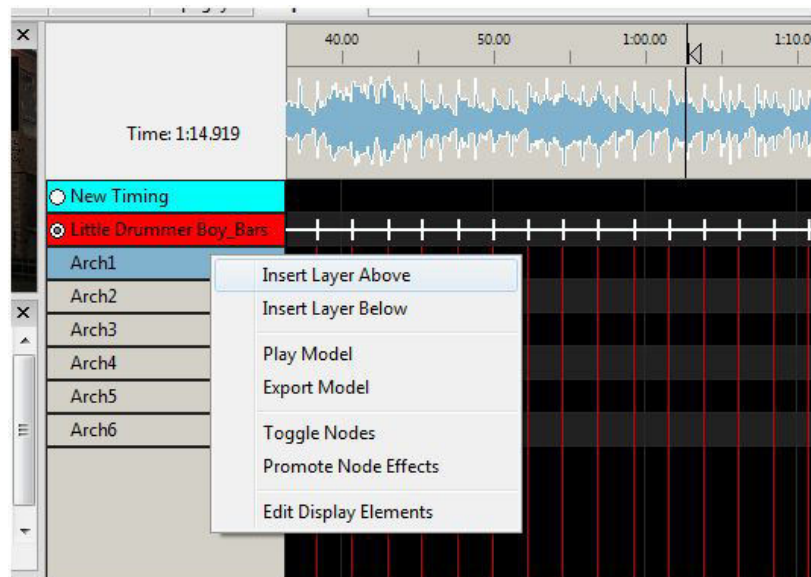 40.00 50.00 1:00.00 1:10.0
Time: 1:14.919
New Timing
Little Drummer Boy_Bars
Arch1
Arch2
Arch3
Arch4
Arch5
Arch6
Insert Layer Above
Insert Layer Below
Play Model
Export Model
Toggle Nodes
Promote Node Effects
Edit Display Elements